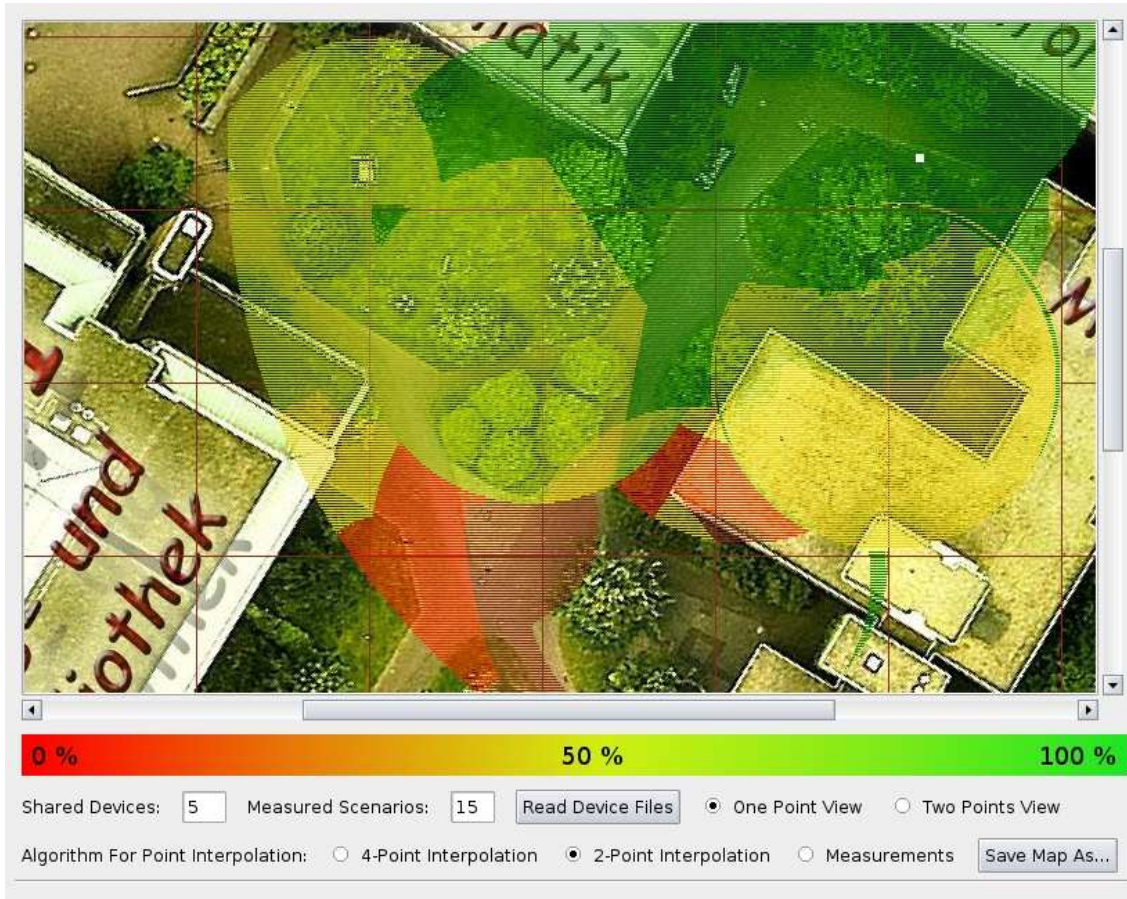 atik
und
iothek
0 % 50 % 100 %
Shared Devices: 5 Measured Scenarios: 15 Read Device Files One Point View Two Points View
Algorithm For Point Interpolation: 4-Point Interpolation 2-Point Interpolation Measurements Save Map As...